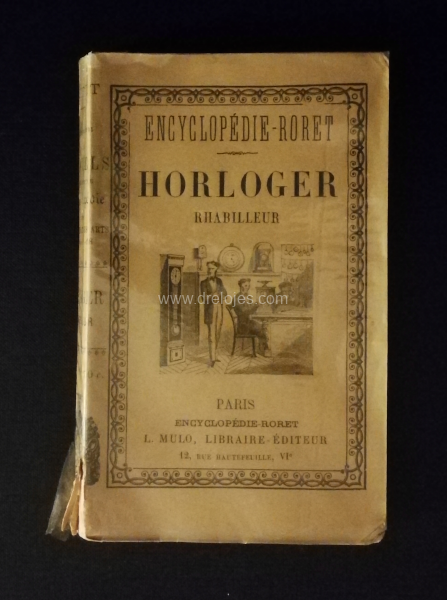 ENCYCLOPÉDIE-RORET
HORLOGER
RHABILLEUR
www.drelojes.com
PARIS
ENCYCLOPÉDIE-RORET
L. MULO, LIBRAIRE-ÉDITEUR
12, RUE HAUTEFEUILLE, VIe